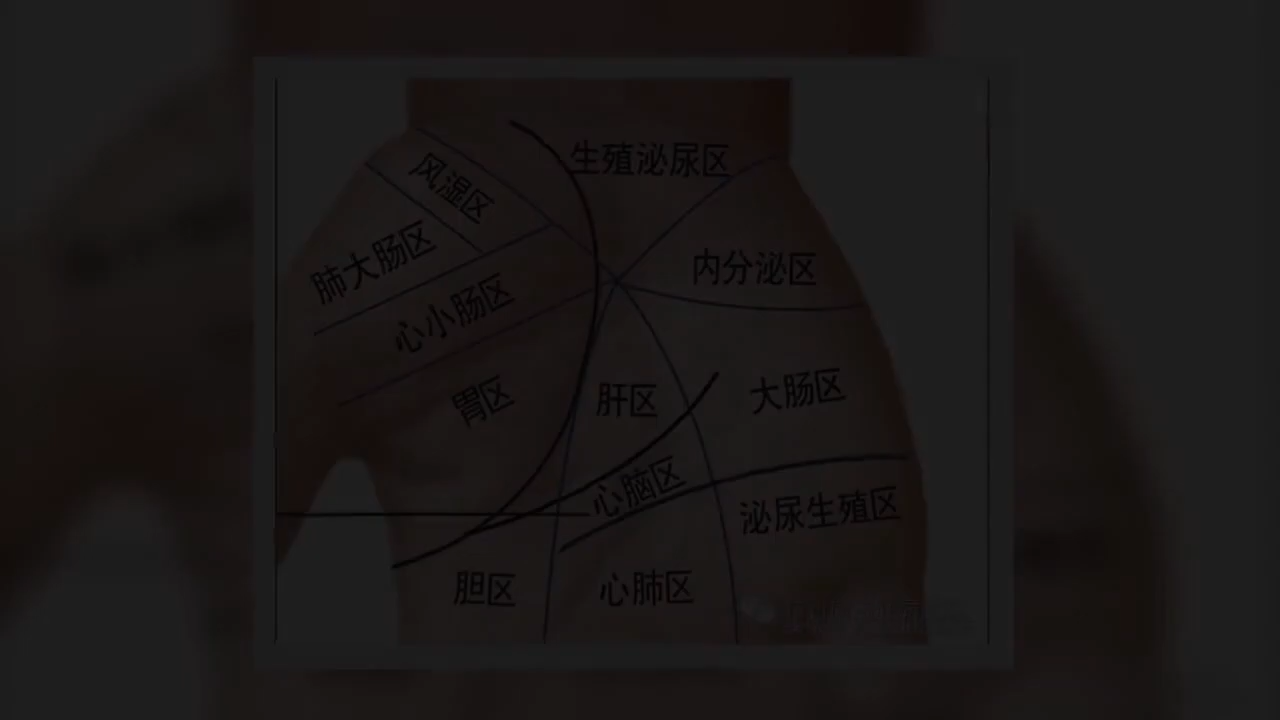 生殖泌尿区
风湿区
肺大肠区
内分泌区
心小肠区
胃区
肝区
大肠区
心脑区
泌尿生殖区
胆区
心肺区